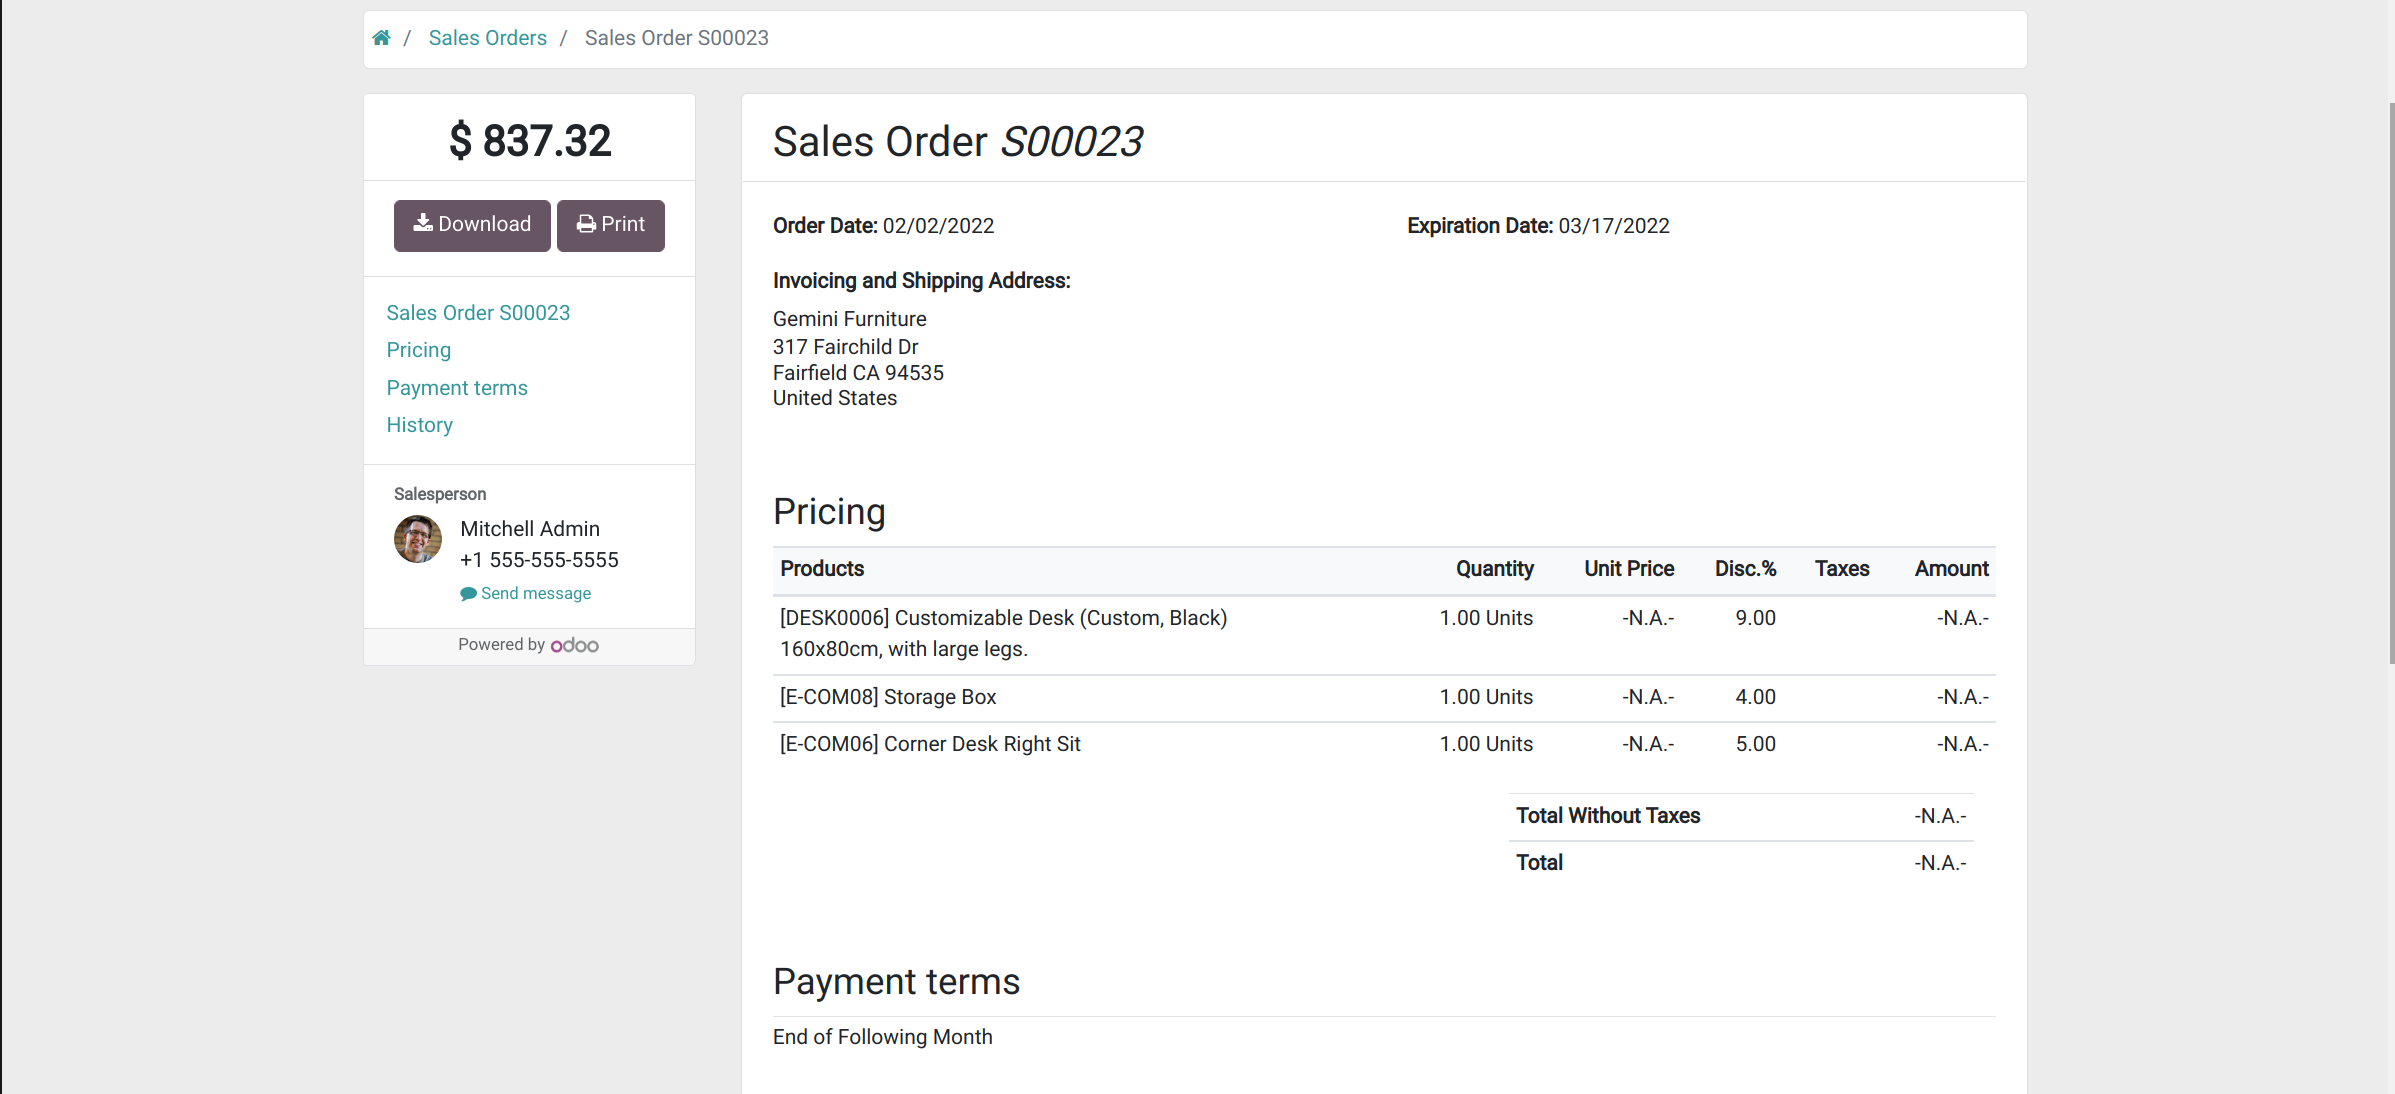 / Sales Orders / Sales Order S00023
$ 837.32
Download Print
Sales Order S00023
Pricing
Payment terms
History
Salesperson
Mitchell Admin
+1 555-555-5555
Send message
Powered by odoo
Sales Order S00023
Order Date: 02/02/2022 Expiration Date: 03/17/2022
Invoicing and Shipping Address:
Gemini Furniture
317 Fairchild Dr
Fairfield CA 94535
United States
Pricing
Products Quantity Unit Price Disc.% Taxes Amount
[DESK0006] Customizable Desk (Custom, Black) 1.00 Units -N.A.- 9.00 -N.A.-
160x80cm, with large legs.
[E-COM08] Storage Box 1.00 Units -N.A.- 4.00 -N.A.-
[E-COM06] Corner Desk Right Sit 1.00 Units -N.A.- 5.00 -N.A.-
Total Without Taxes -N.A.-
Total -N.A.-
Payment terms
End of Following Month